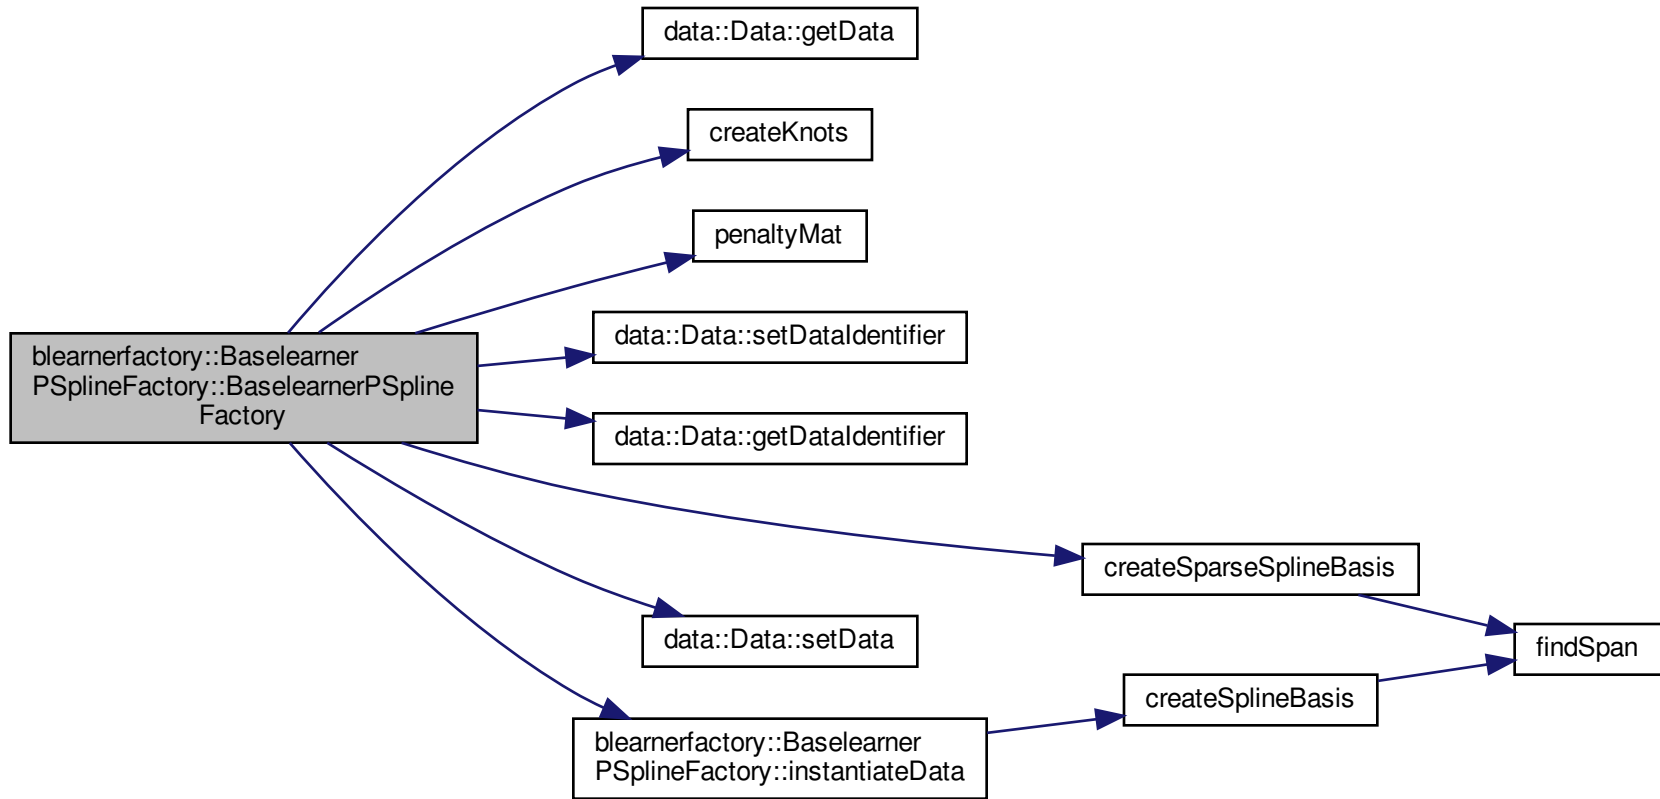 data::Data::getData
createKnots
penaltyMat
data::Data::setDataIdentifier
blearnerfactory::Baselearner
PSplineFactory::BaselearnerPSpline
Factory
data::Data::getDataIdentifier
createSparseSplineBasis
data::Data::setData
findSpan
createSplineBasis
blearnerfactory::Baselearner
PSplineFactory::instantiateData